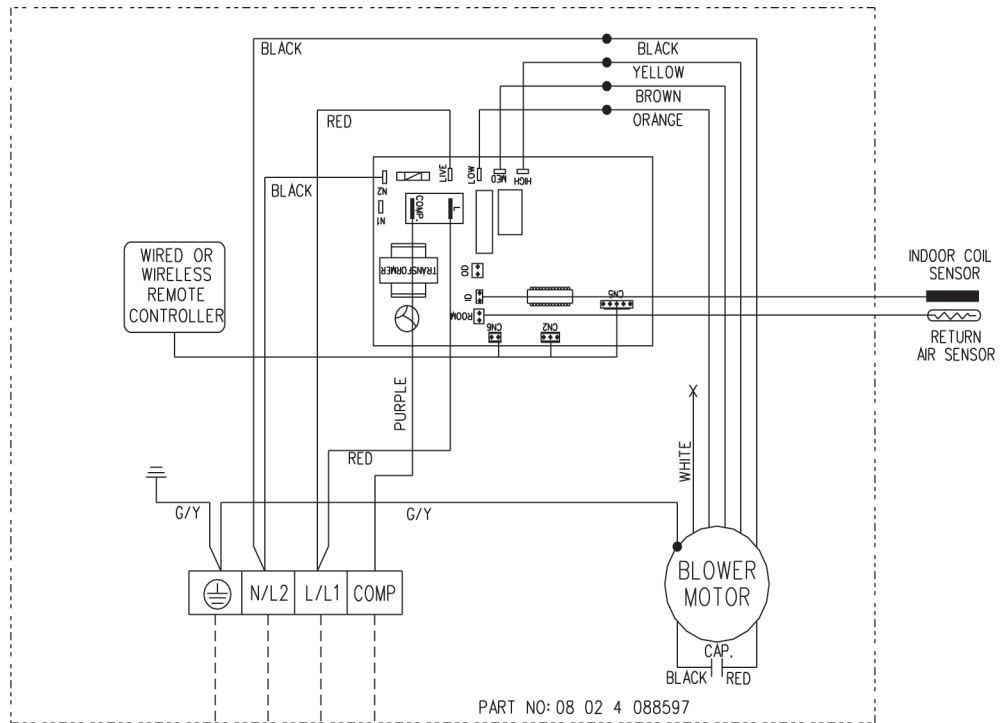 BLACK
BLACK
YELLOW
BROWN
ORANGE
RED
BLACK
N2
N1
LIVE
LOW
MED
HIGH
COMP.
L
TRANSFORMER
OD
ID
ROOM
CN5
CN6
CN2
WIRED OR
WIRELESS
REMOTE
CONTROLLER
INDOOR COIL
SENSOR
RETURN
AIR SENSOR
PURPLE
RED
WHITE
X
G/Y
G/Y
N/L2
L/L1
COMP
BLOWER
MOTOR
CAP.
BLACK
RED
PART NO: 08 02 4 088597